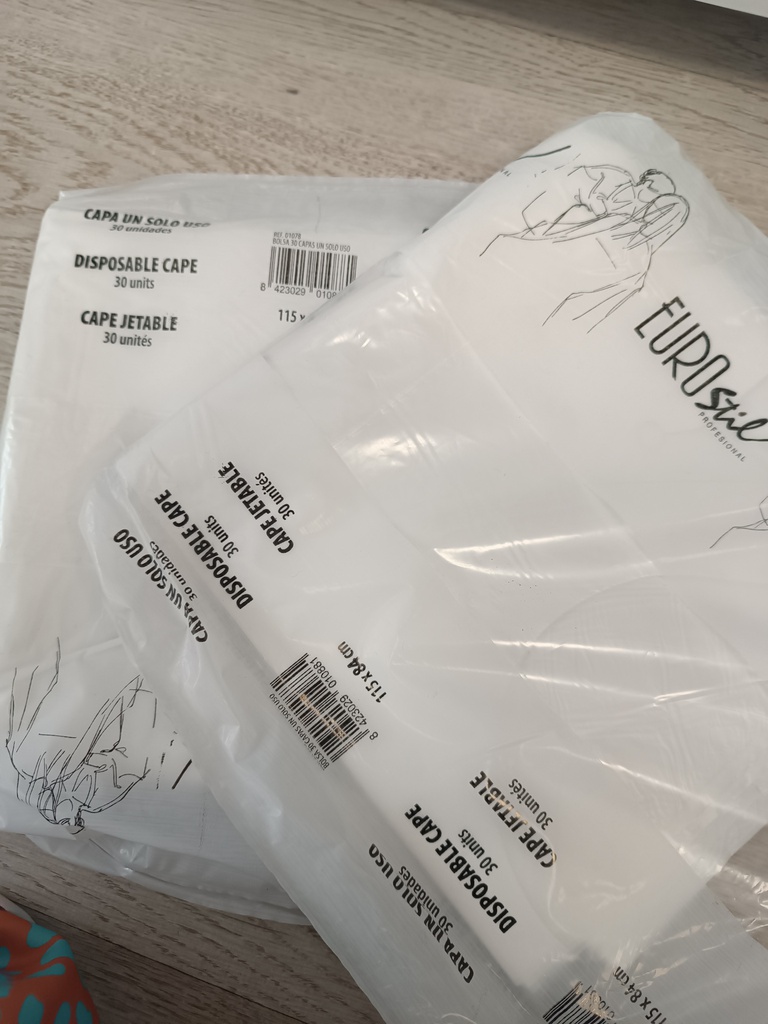 CAPA UN SOLO USO
30 unidades
DISPOSABLE CAPE
30 units
CAPE JETABLE
30 unités
REF. 01078
BOLSA 30 CAPAS UN SOLO USO
8 423029 0108
115 x
EUROstil
PROFESIONAL
CAPE JETABLE
30 unités
DISPOSABLE CAPE
30 units
CAPA UN SOLO USO
30 unidades
115 x 84 cm
8 423029 010881
BOLSA 30 CAPAS UN SOLO USO
CAPE JETABLE
30 unités
DISPOSABLE CAPE
30 units
CAPA UN SOLO USO
30 unidades
115 x 84 cm